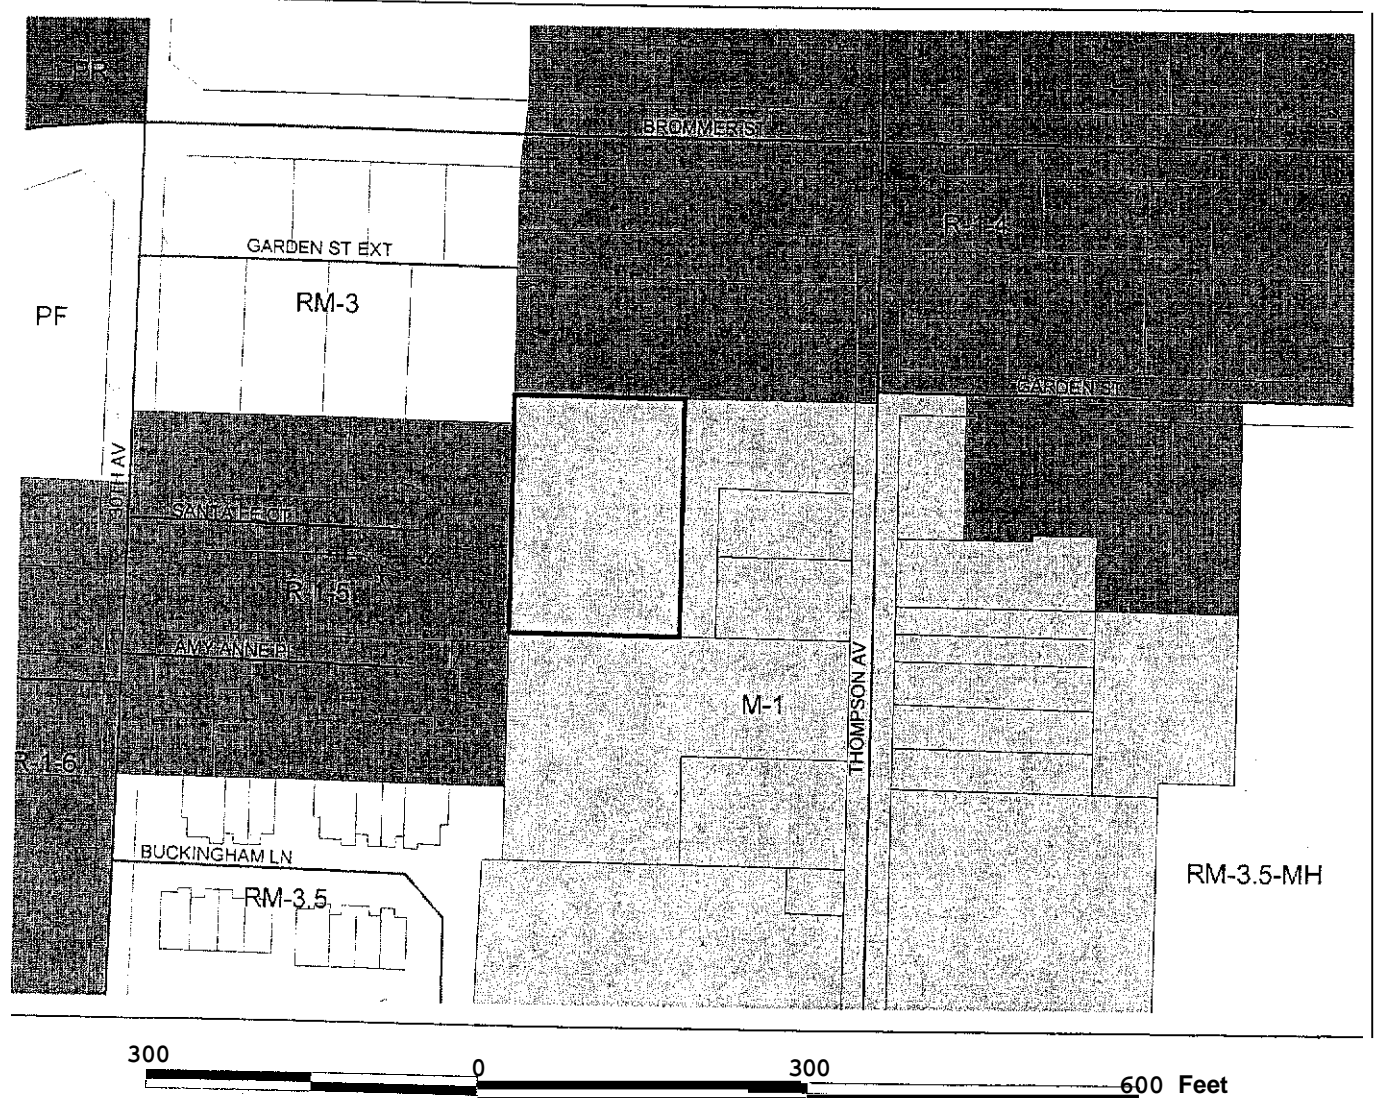 PR
BROMMER ST
R-1-4
GARDEN ST EXT
RM-3
PF
GARDEN ST
30TH AV
SANTA FE CT
R-1-5
AMY ANNE PL
THOMPSON AV
M-1
R-1-6
BUCKINGHAM LN
RM-3.5
RM-3.5-MH
300 0 300 600 Feet